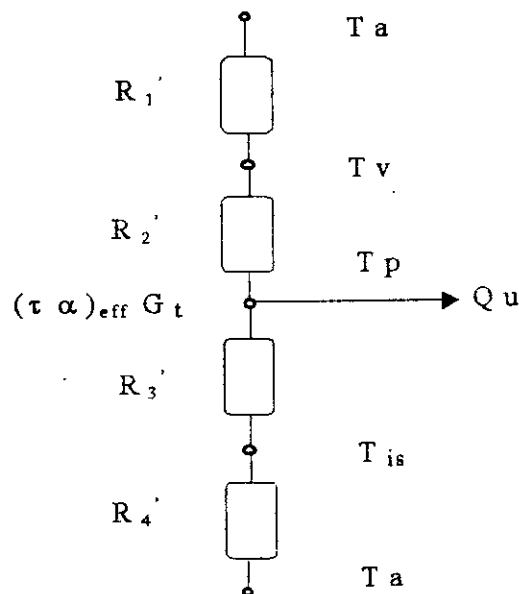 T a
R ₁'
T v
R ₂'
T p
(τ α)eff G t
Q u
R ₃'
T is
R ₄'
T a